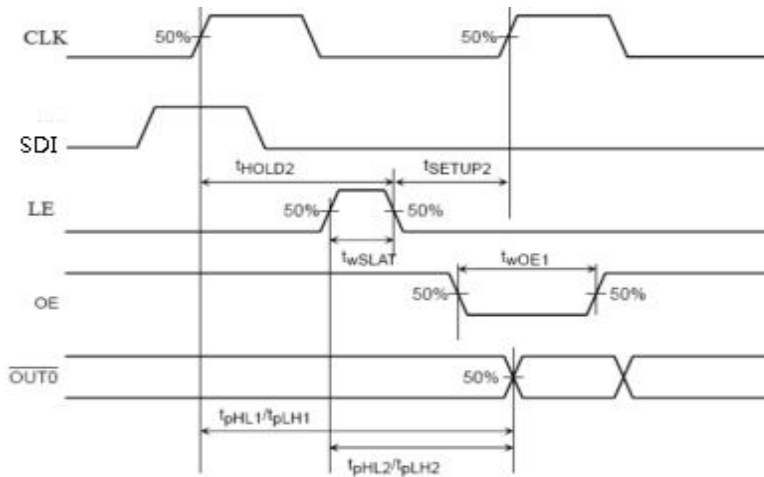 CLK
50%
50%
SDI
tHOLD2
tSETUP2
LE
50%
50%
twSLAT
twOE1
OE
50%
50%
OUT0
50%
tpHL1/tpLH1
tpHL2/tpLH2